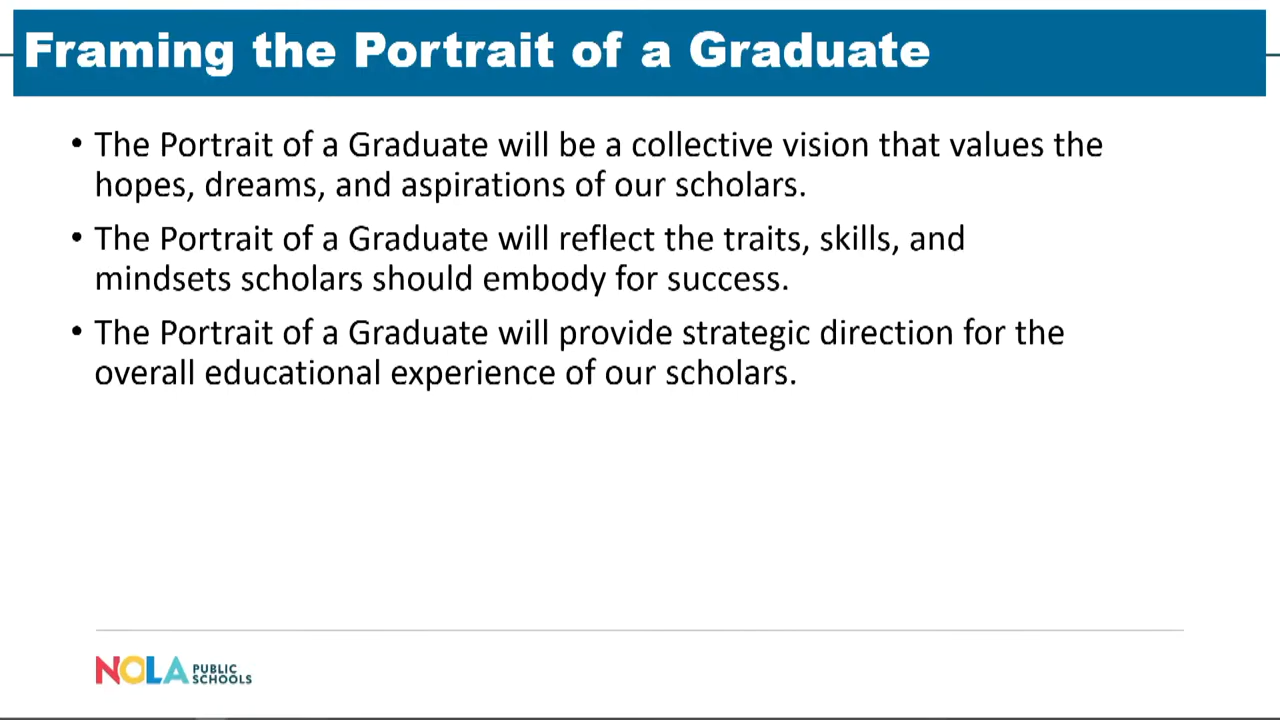 Framing the Portrait of a Graduate
• The Portrait of a Graduate will be a collective vision that values the
hopes, dreams, and aspirations of our scholars.
• The Portrait of a Graduate will reflect the traits, skills, and
mindsets scholars should embody for success.
• The Portrait of a Graduate will provide strategic direction for the
overall educational experience of our scholars.
NOLA PUBLIC
SCHOOLS